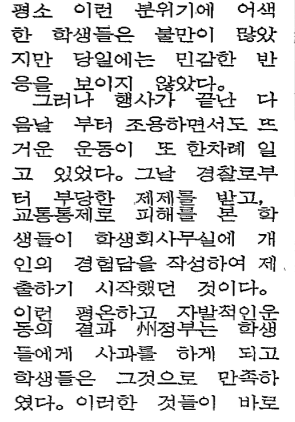 평소 이런 분위기에 어색
한 학생들은 불만이 많았
지만 당일에는 민감한 반
응을 보이지 않았다.
그러나 행사가 끝난 다
음날 부터 조용하면서도 뜨
거운 운동이 또 한차례 일
고 있었다. 그날 경찰로부
터 부당한 제제를 받고,
교통통제로 피해를 본 학
생들이 학생회사무실에 개
인의 경험담을 작성하여 제
출하기 시작했던 것이다.
이런 평온하고 자발적인운
동의 결과 州정부는 학생
들에게 사과를 하게 되고
학생들은 그것으로 만족하
였다. 이러한 것들이 바로